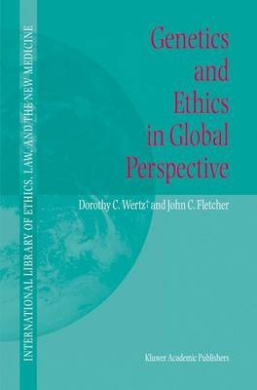 Genetics
and
Ethics
in Global
Perspective
Dorothy C. Wertz† and John C. Fletcher
INTERNATIONAL LIBRARY OF ETHICS, LAW, AND THE NEW MEDICINE
Kluwer Academic Publishers